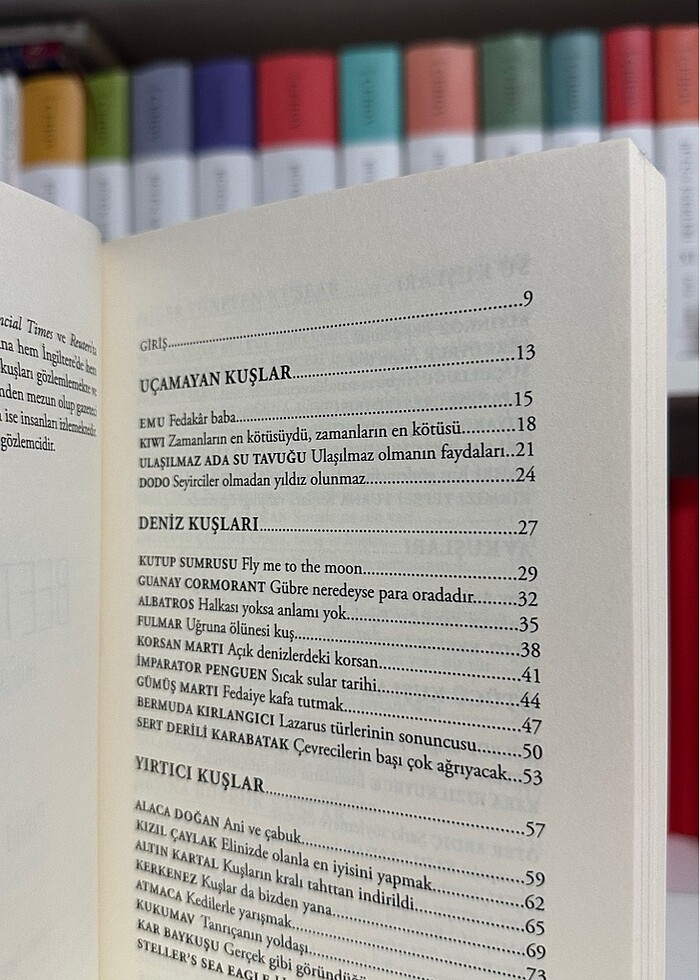 ncial Times ve Reuters'ta
na hem İngiltere'de hem
kuşları gözlemlemekte ve
nden mezun olup gazeteci
ise insanları izlemektedir.
gözlemcidir.
GİRİŞ...9
UÇAMAYAN KUŞLAR...13
EMU Fedakâr baba...15
KIWI Zamanların en kötüsüydü, zamanların en kötüsü...18
ULAŞILMAZ ADA SU TAVUĞU Ulaşılmaz olmanın faydaları..21
DODO Seyirciler olmadan yıldız olunmaz...24
DENİZ KUŞLARI...27
KUTUP SUMRUSU Fly me to the moon...29
GUANAY CORMORANT Gübre neredeyse para oradadır...32
ALBATROS Halkası yoksa anlamı yok...35
FULMAR Uğruna ölünesi kuş...38
KORSAN MARTI Açık denizlerdeki korsan...41
İMPARATOR PENGUEN Sıcak sular tarihi...44
GÜMÜŞ MARTI Fedaiye kafa tutmak...47
BERMUDA KIRLANGICI Lazarus türlerinin sonuncusu...50
SERT DERİLİ KARABATAK Çevrecilerin başı çok ağrıyacak...53
YIRTICI KUŞLAR...57
ALACA DOĞAN Ani ve çabuk...59
KIZIL ÇAYLAK Elinizde olanla en iyisini yapmak...62
ALTIN KARTAL Kuşların kralı tahttan indirildi...65
KERKENEZ Kuşlar da bizden yana...69
ATMACA Kedilerle yarışmak...73
KUKUMAV Tanrıçanın yoldaşı...
KAR BAYKUŞU Gerçek gibi göründüğü
STELLER'S SEA EAGLE